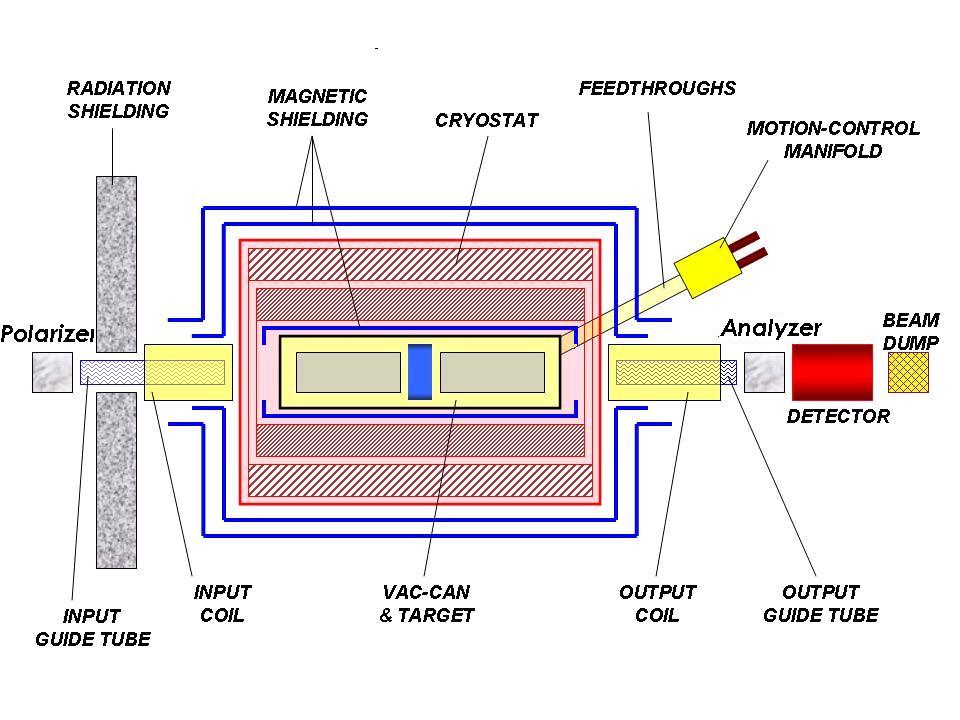 RADIATION
SHIELDING
MAGNETIC
SHIELDING
CRYOSTAT
FEEDTHROUGHS
MOTION-CONTROL
MANIFOLD
Polarizer
Analyzer
BEAM
DUMP
DETECTOR
INPUT
GUIDE TUBE
INPUT
COIL
VAC-CAN
& TARGET
OUTPUT
COIL
OUTPUT
GUIDE TUBE